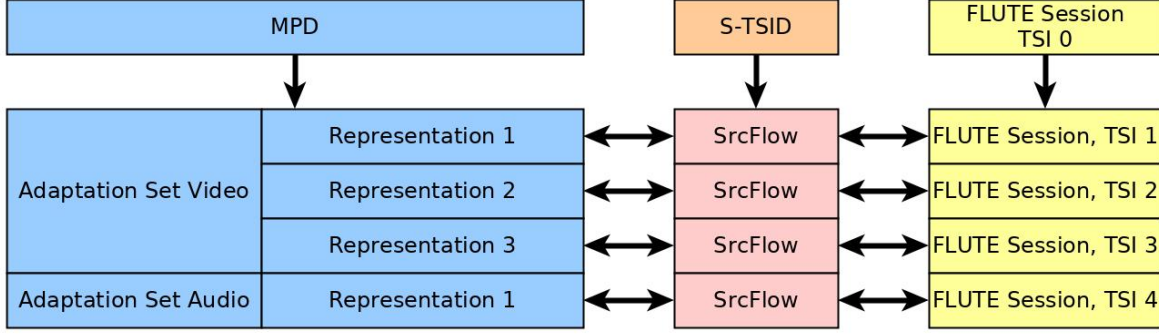 MPD
S-TSID
FLUTE Session
TSI 0
Adaptation Set Video
Representation 1
SrcFlow
FLUTE Session, TSI 1
Representation 2
SrcFlow
FLUTE Session, TSI 2
Representation 3
SrcFlow
FLUTE Session, TSI 3
Adaptation Set Audio
Representation 1
SrcFlow
FLUTE Session, TSI 4